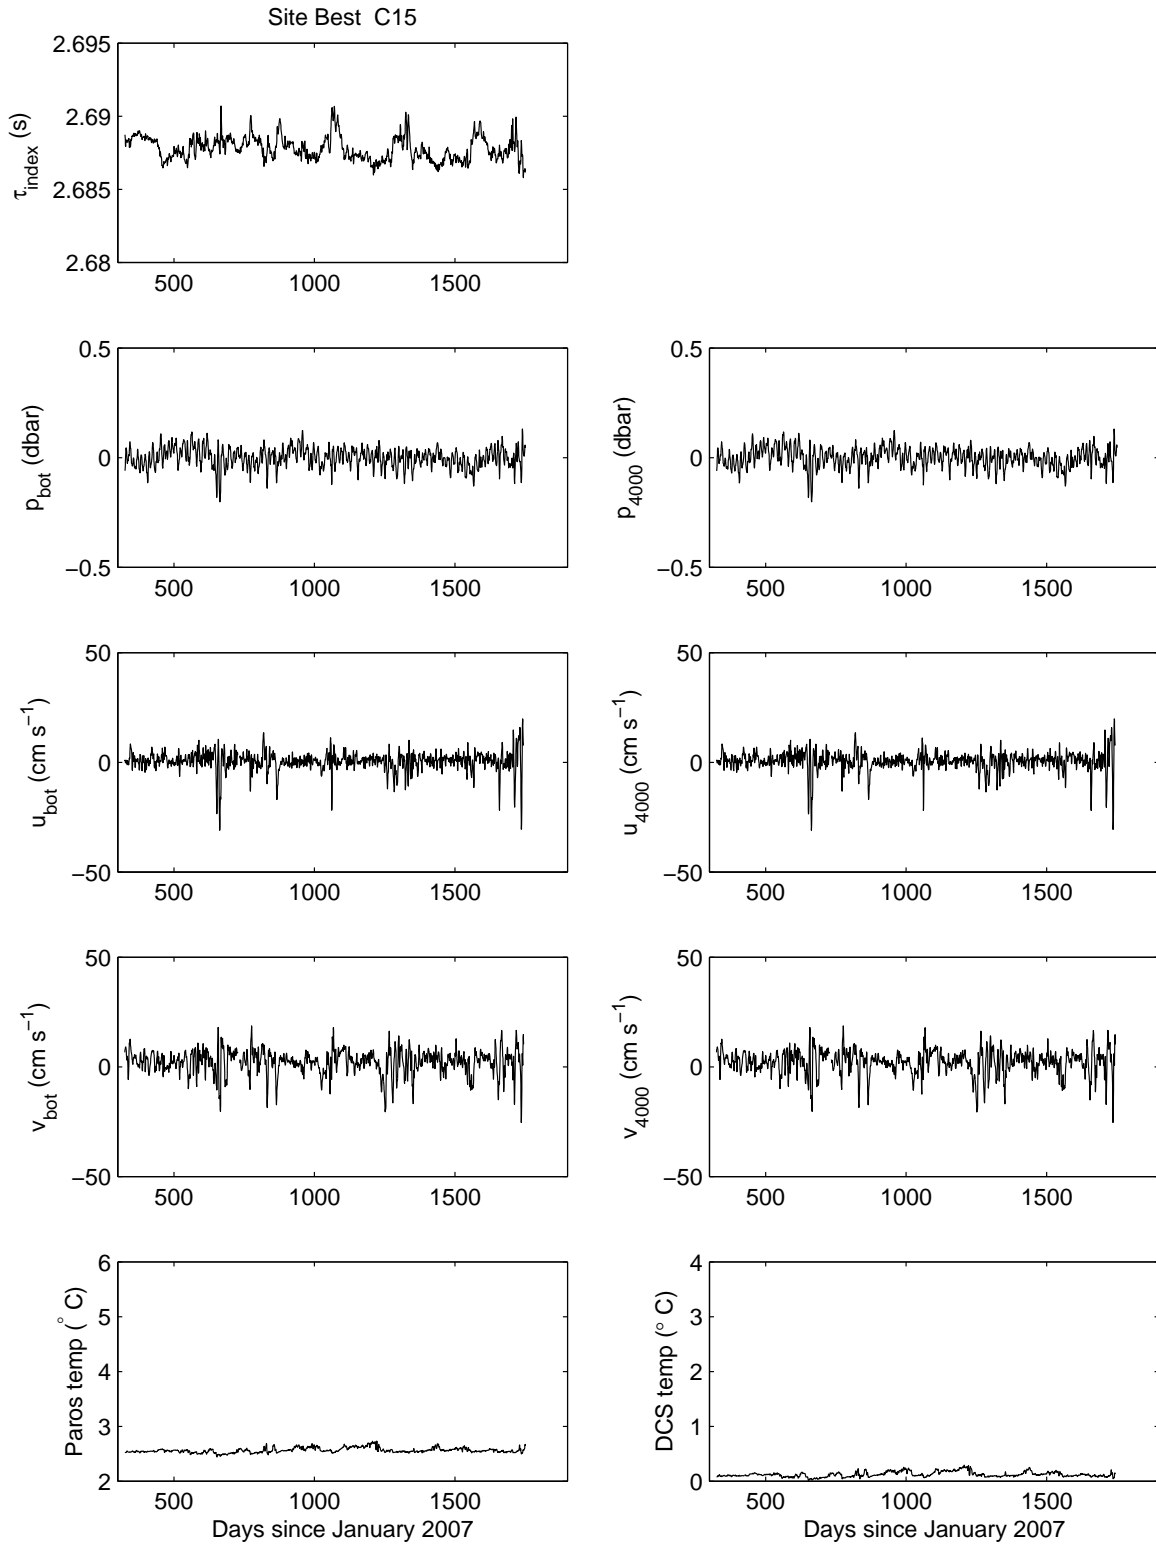 Site Best C15
2.695
2.69
2.685
2.68
τindex (s)
500 1000 1500
0.5
0
−0.5
pbot (dbar)
500 1000 1500
0.5
0
−0.5
p4000 (dbar)
500 1000 1500
50
0
−50
ubot (cm s−1)
500 1000 1500
50
0
−50
u4000 (cm s−1)
500 1000 1500
50
0
−50
vbot (cm s−1)
500 1000 1500
50
0
−50
v4000 (cm s−1)
500 1000 1500
6
5
4
3
2
Paros temp (° C)
500 1000 1500
Days since January 2007
4
3
2
1
0
DCS temp (° C)
500 1000 1500
Days since January 2007